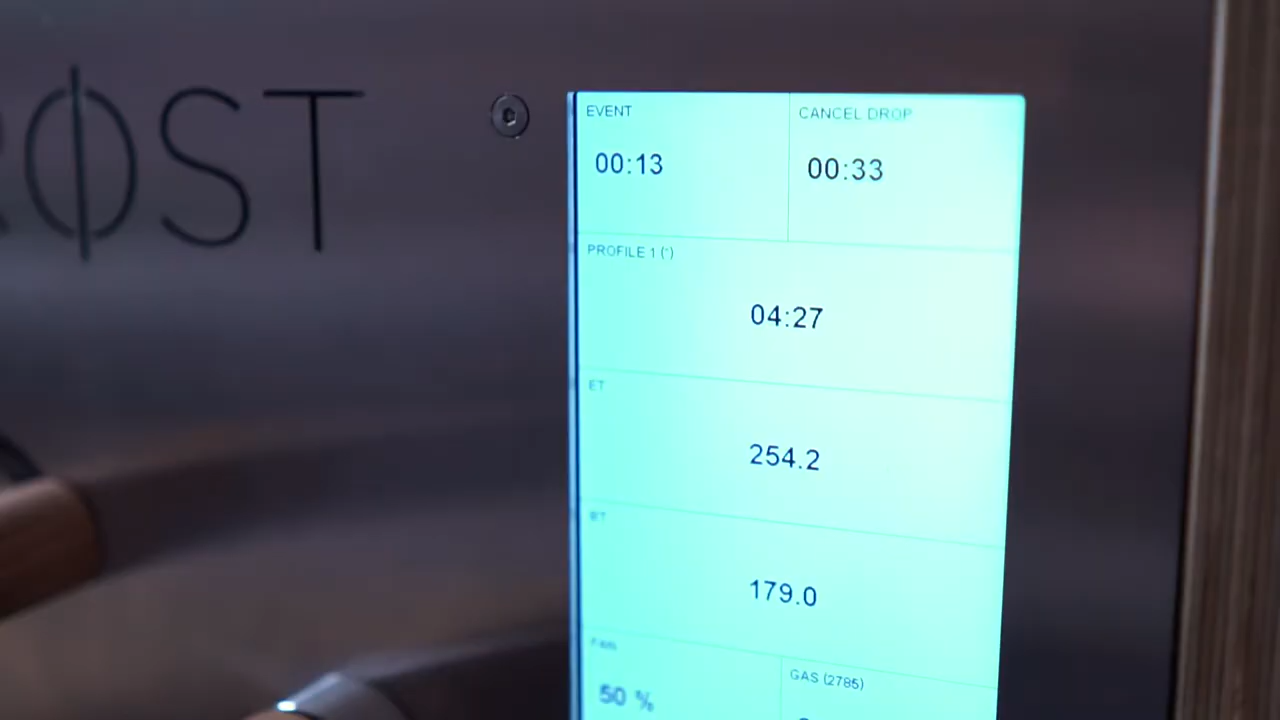 RØST
EVENT
CANCEL DROP
00:13
00:33
PROFILE 1 (*)
04:27
ET
254.2
BT
179.0
GAS (2785)
50 %